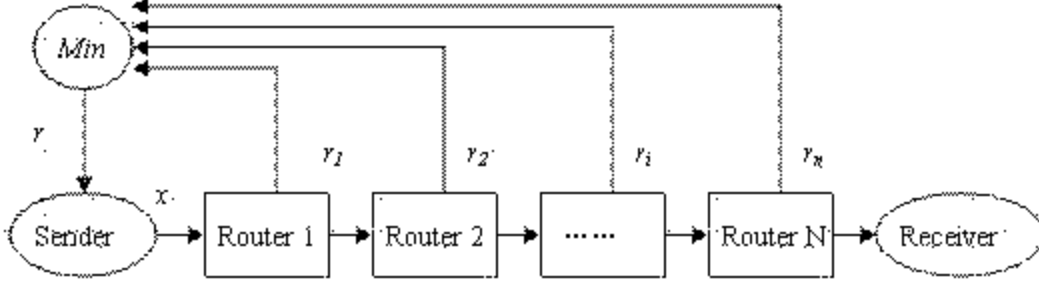 Min
r
r1 r2 ri rn
x
Sender Router 1 Router 2 ...... Router N Receiver